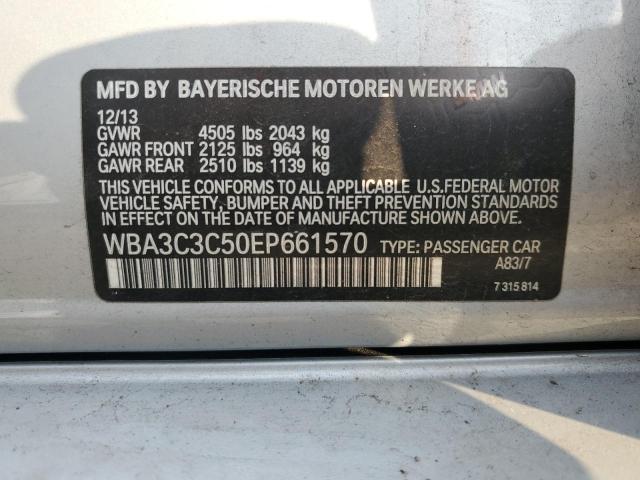 MFD BY BAYERISCHE MOTOREN WERKE AG
12/13
GVWR 4505 lbs 2043 kg
GAWR FRONT 2125 lbs 964 kg
GAWR REAR 2510 lbs 1139 kg
THIS VEHICLE CONFORMS TO ALL APPLICABLE U.S.FEDERAL MOTOR
VEHICLE SAFETY, BUMPER AND THEFT PREVENTION STANDARDS
IN EFFECT ON THE DATE OF MANUFACTURE SHOWN ABOVE.
WBA3C3C50EP661570 TYPE: PASSENGER CAR
A83/7
7 315 814